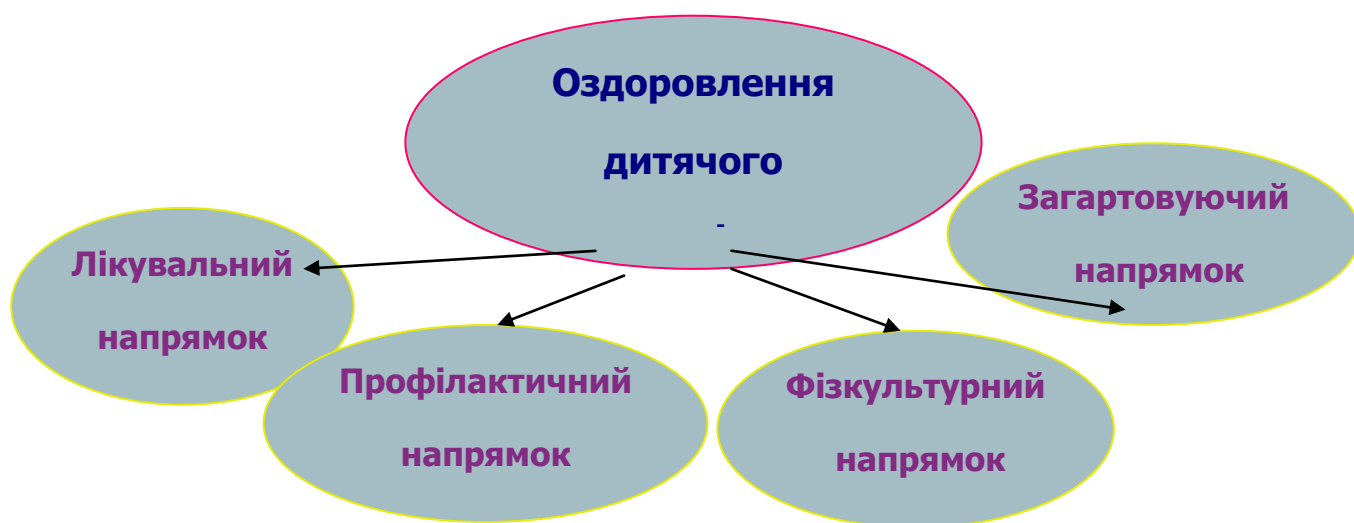 Оздоровлення
дитячого
-
Загартовуючий
напрямок
Лікувальний
напрямок
Профілактичний
напрямок
Фізкультурний
напрямок